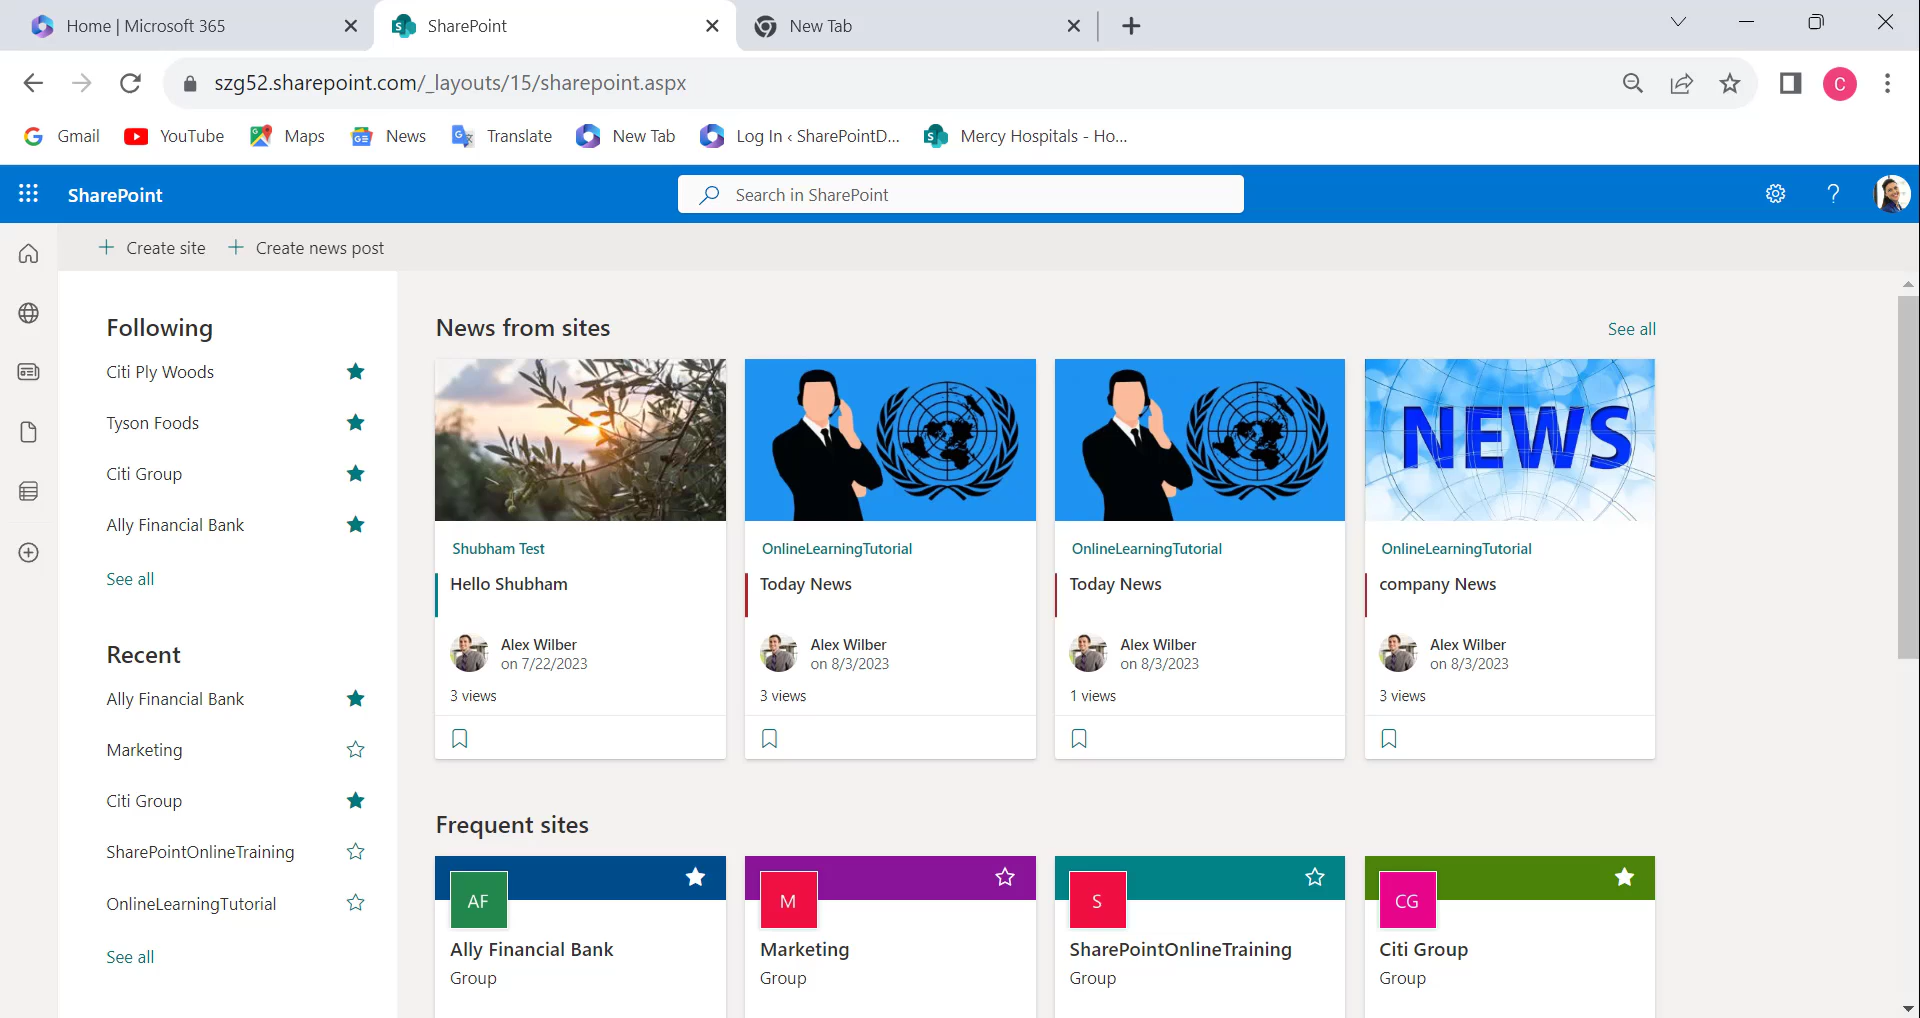 Home | Microsoft 365
SharePoint
New Tab
szg52.sharepoint.com/_layouts/15/sharepoint.aspx
C
Gmail
YouTube
Maps
News
Translate
New Tab
Log In ‹ SharePointD...
Mercy Hospitals - Ho...
SharePoint
Search in SharePoint
Create site
Create news post
Following
Citi Ply Woods
Tyson Foods
Citi Group
Ally Financial Bank
See all
Recent
Ally Financial Bank
Marketing
Citi Group
SharePointOnlineTraining
OnlineLearningTutorial
See all
News from sites
See all
Shubham Test
Hello Shubham
Alex Wilber
on 7/22/2023
3 views
OnlineLearningTutorial
Today News
Alex Wilber
on 8/3/2023
3 views
OnlineLearningTutorial
Today News
Alex Wilber
on 8/3/2023
1 views
NEWS
OnlineLearningTutorial
company News
Alex Wilber
on 8/3/2023
3 views
Frequent sites
AF
Ally Financial Bank
Group
M
Marketing
Group
S
SharePointOnlineTraining
Group
CG
Citi Group
Group